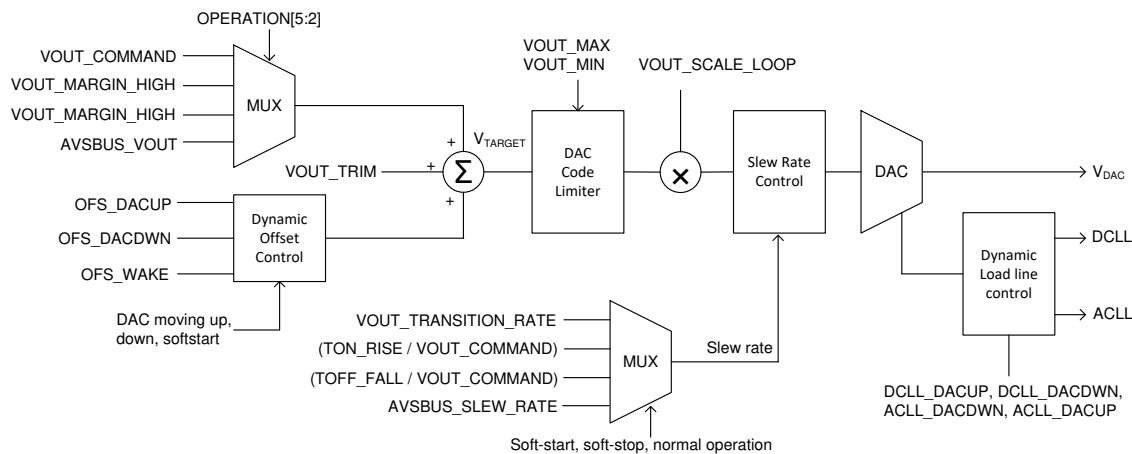 OPERATION[5:2]
VOUT_COMMAND
VOUT_MARGIN_HIGH
VOUT_MARGIN_HIGH
AVSBUS_VOUT
MUX
VOUT_TRIM
+
+
+
Σ
V_TARGET
VOUT_MAX
VOUT_MIN
DAC
Code
Limiter
VOUT_SCALE_LOOP
×
Slew Rate
Control
DAC
V_DAC
OFS_DACUP
OFS_DACDWN
OFS_WAKE
Dynamic
Offset
Control
DAC moving up,
down, softstart
Dynamic
Load line
control
DCLL
ACLL
VOUT_TRANSITION_RATE
(TON_RISE / VOUT_COMMAND)
(TOFF_FALL / VOUT_COMMAND)
AVSBUS_SLEW_RATE
MUX
Slew rate
Soft-start, soft-stop, normal operation
DCLL_DACUP, DCLL_DACDWN,
ACLL_DACDWN, ACLL_DACUP